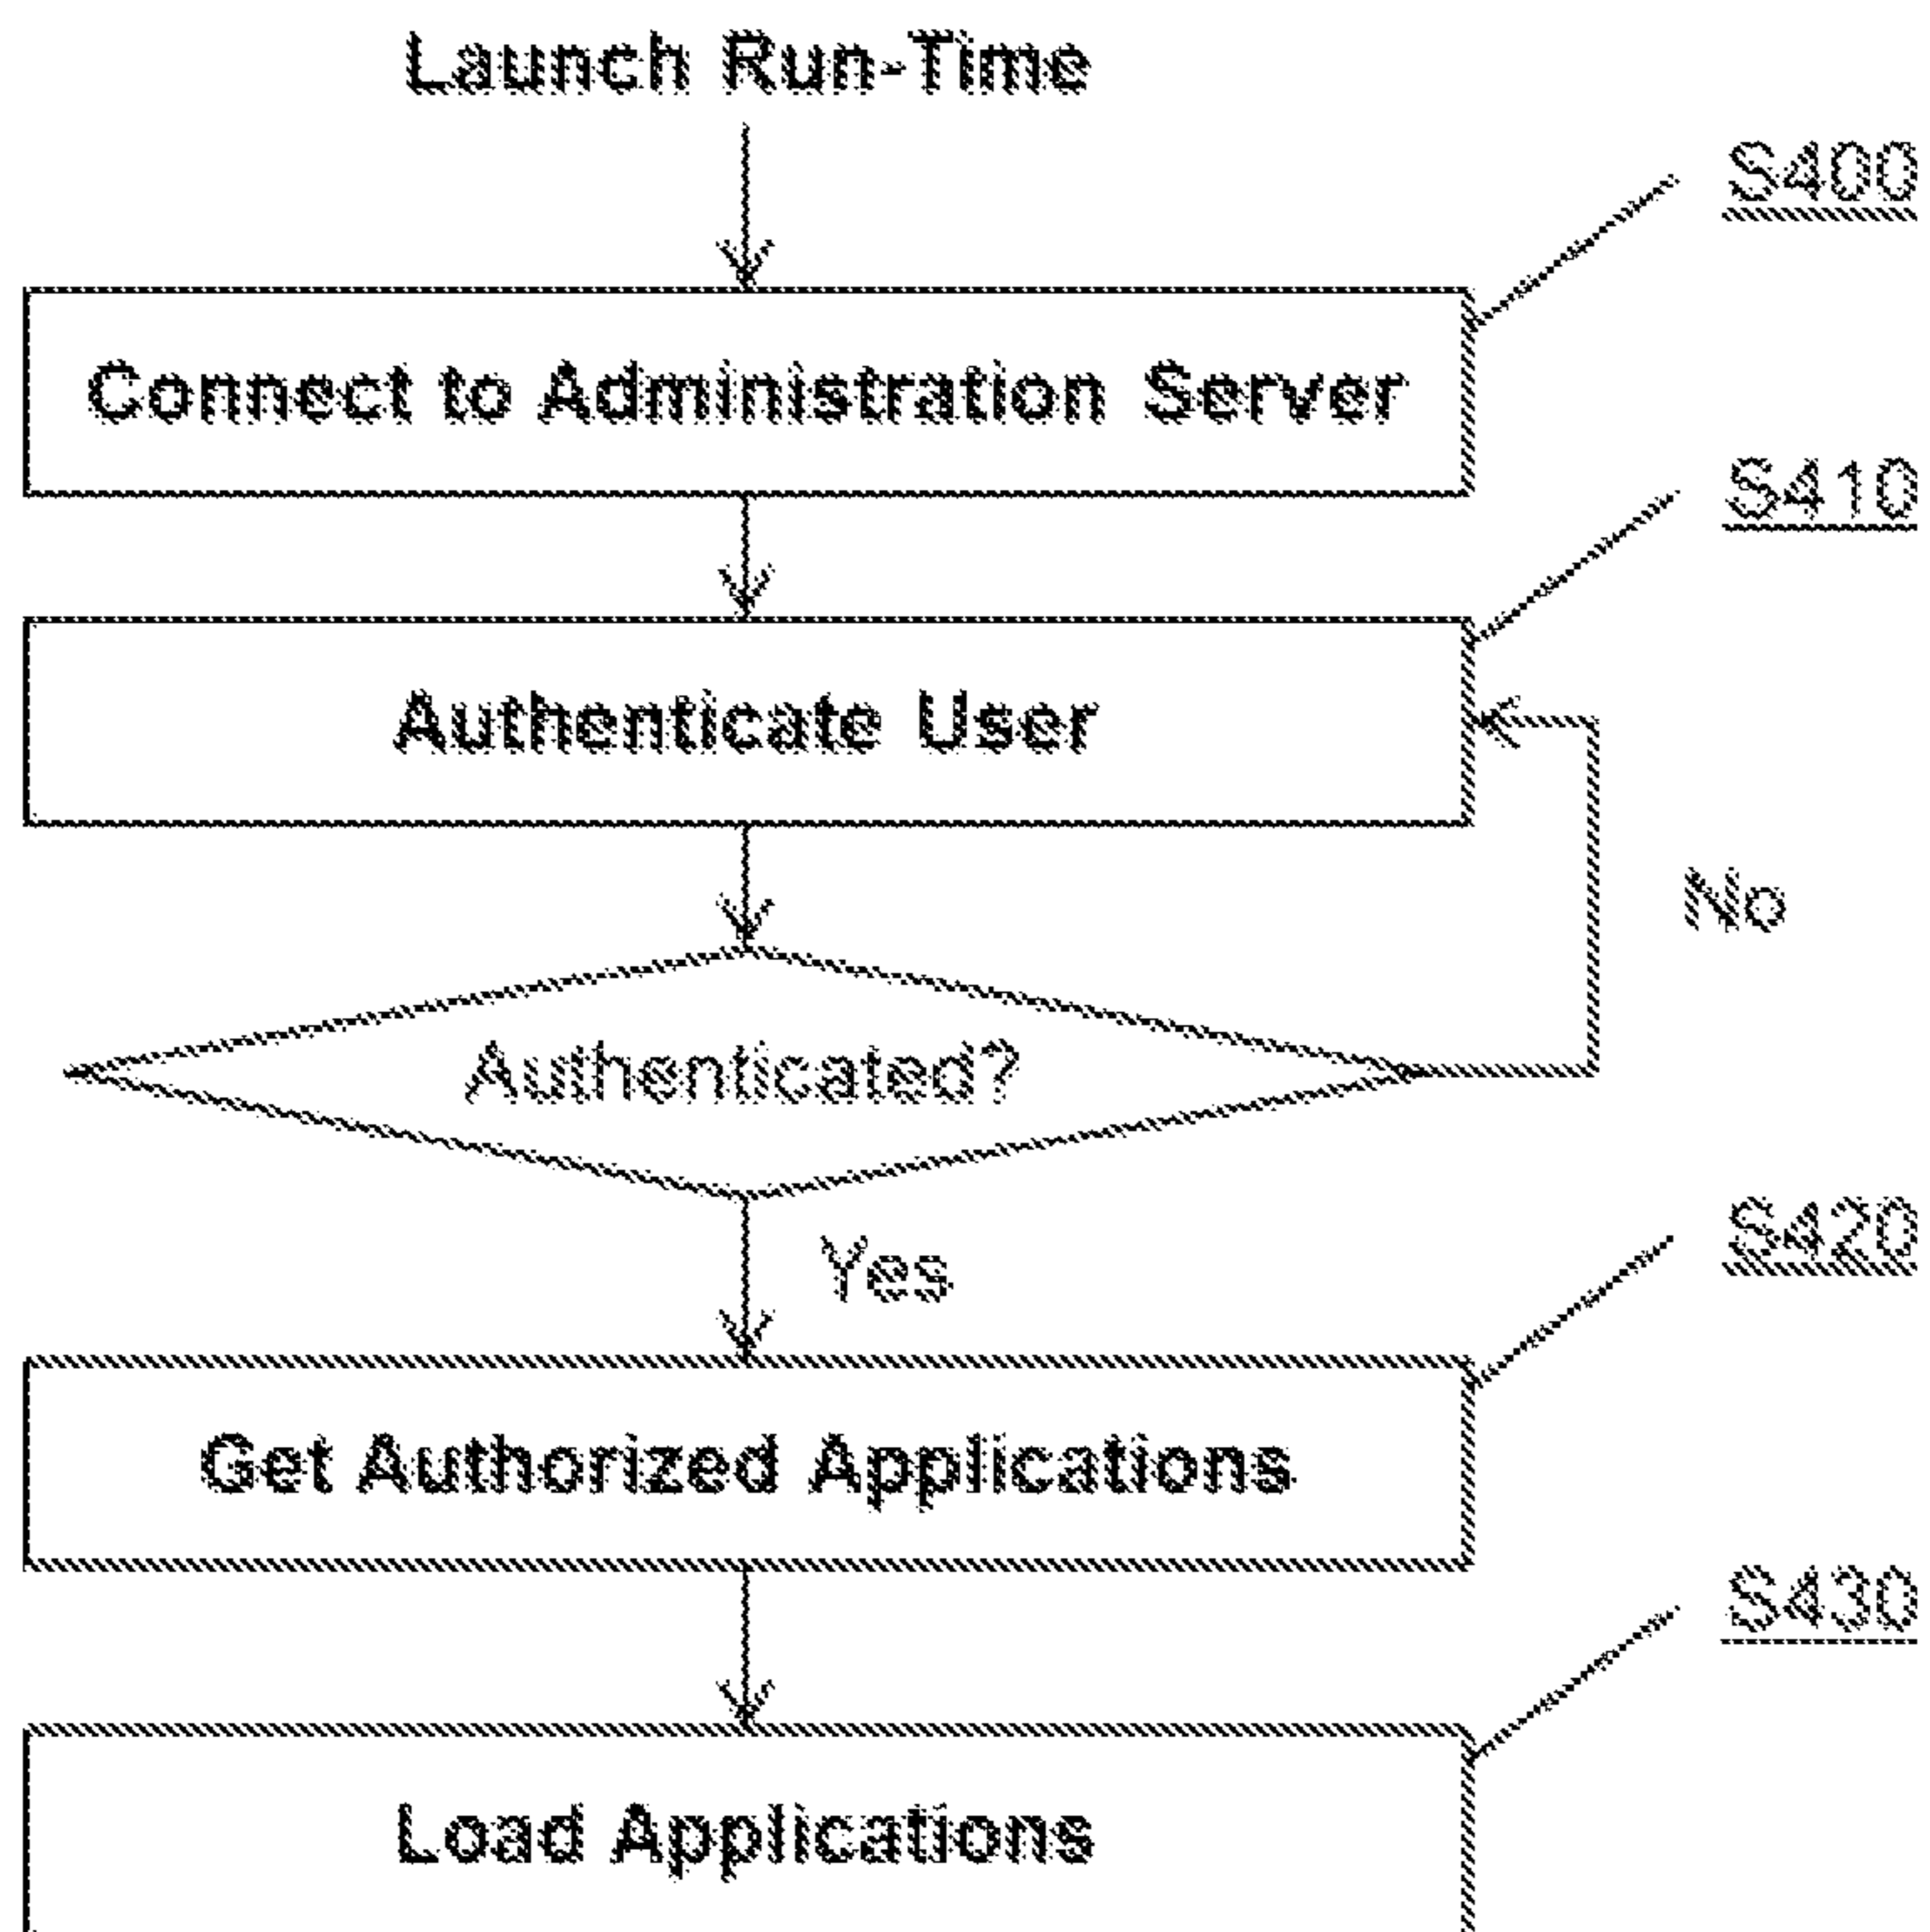 Launch Run-Time
S400
Connect to Administration Server
S410
Authenticate User
No
Authenticated?
Yes
S420
Get Authorized Applications
S430
Load Applications